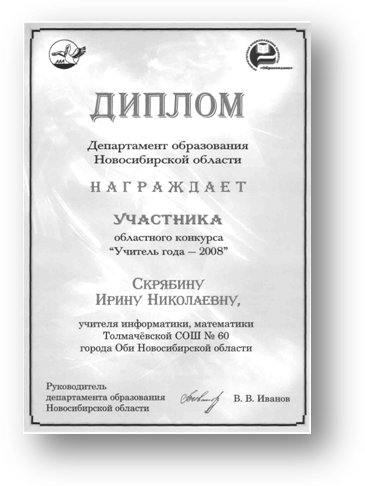 «Образование»
ДИПЛОМ
Департамент образования
Новосибирской области
НАГРАЖДАЕТ
УЧАСТНИКА
областного конкурса
“Учитель года — 2008”
Скрябину
Ирину Николаевну,
учителя информатики, математики
Толмачёвской СОШ № 60
города Оби Новосибирской области
Руководитель
департамента образования
Новосибирской области
В. В. Иванов